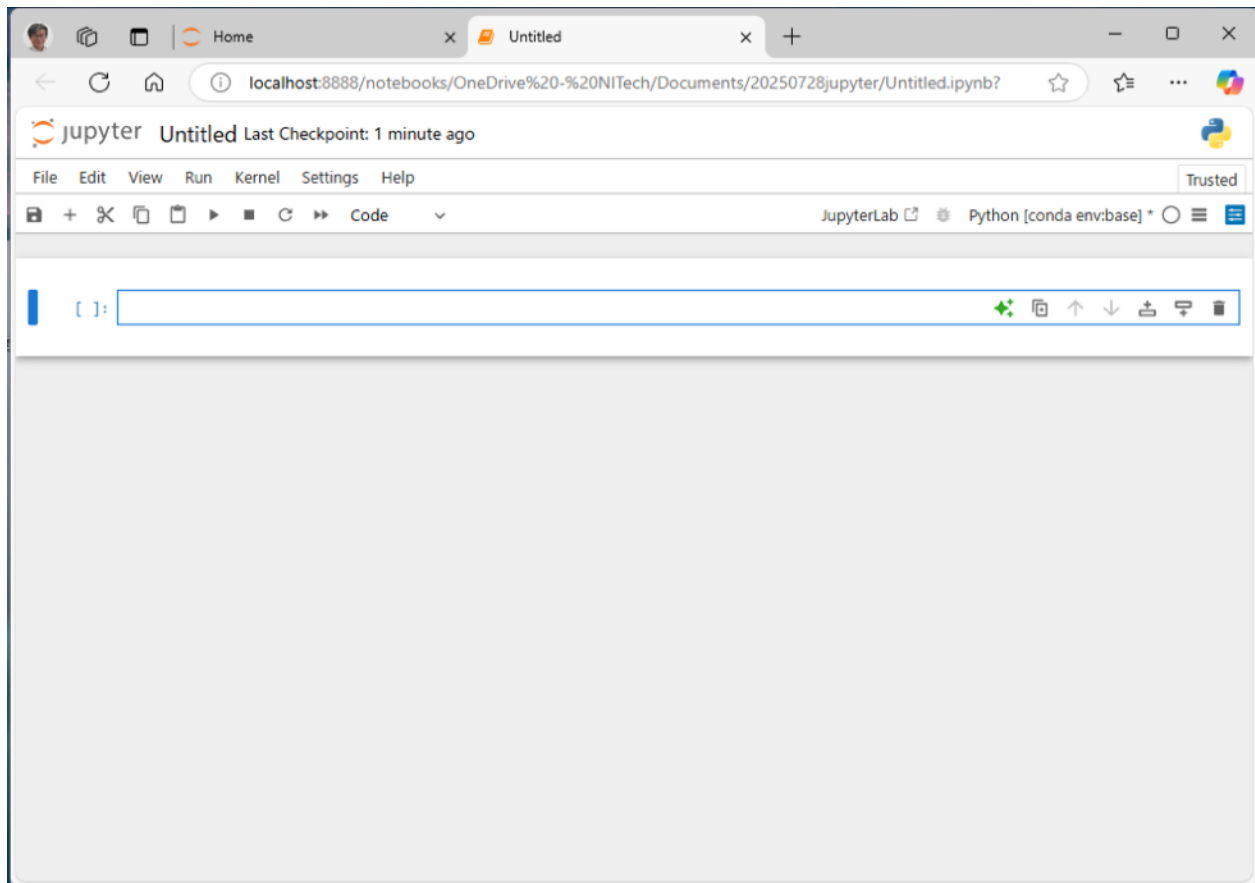 Home
Untitled
localhost:8888/notebooks/OneDrive%20-%20NITech/Documents/20250728jupyter/Untitled.ipynb?
jupyter Untitled Last Checkpoint: 1 minute ago
File Edit View Run Kernel Settings Help
Trusted
Code
JupyterLab
Python [conda env:base] *
[ ]: